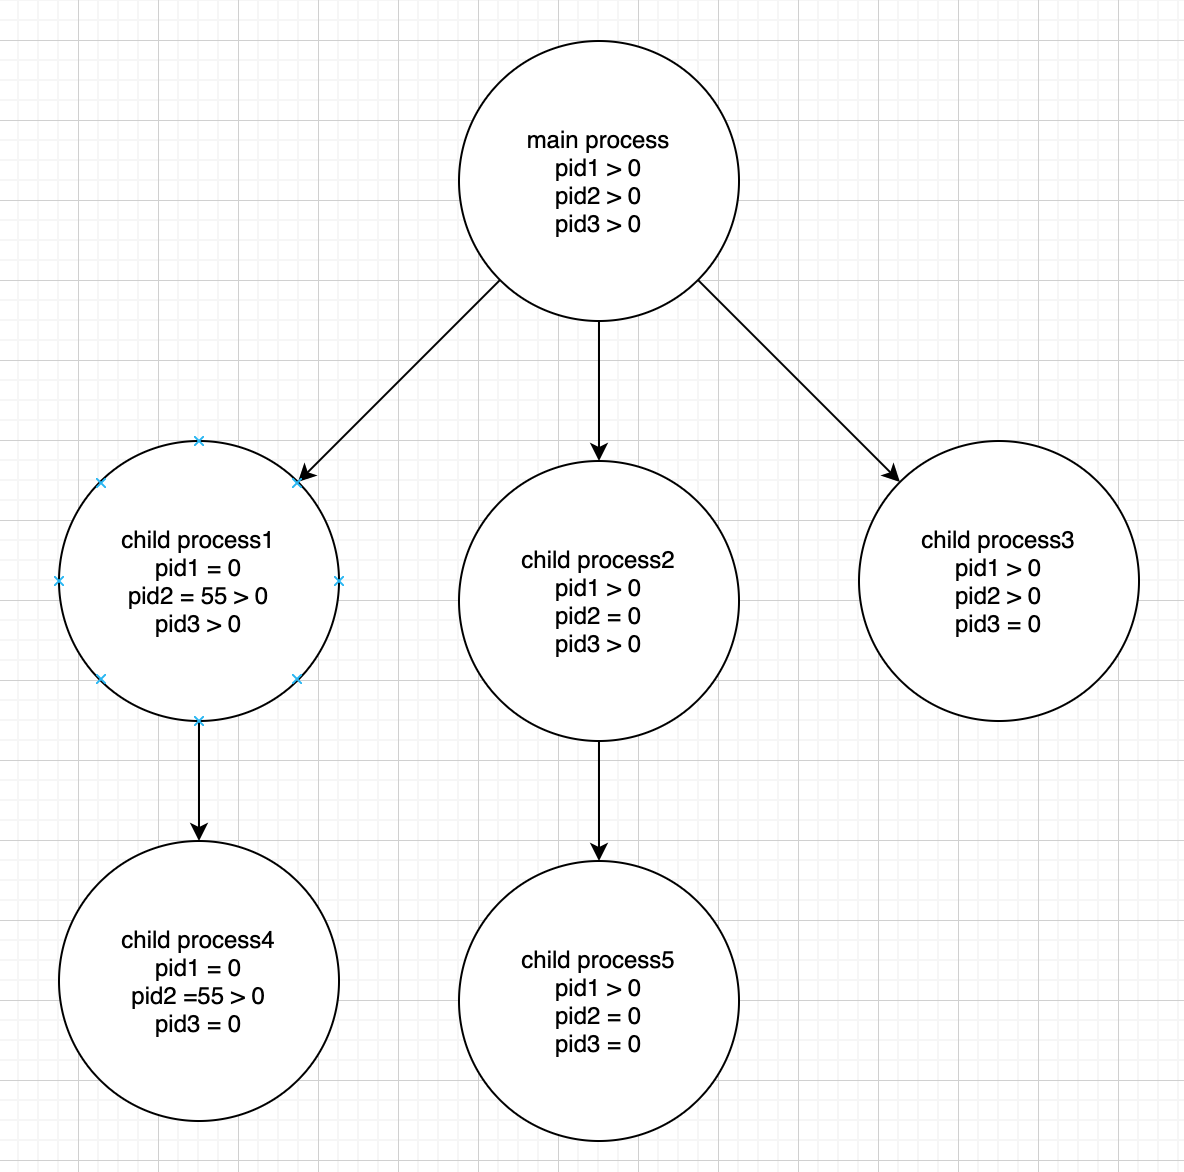 main process
pid1 > 0
pid2 > 0
pid3 > 0
child process1
pid1 = 0
pid2 = 55 > 0
pid3 > 0
child process2
pid1 > 0
pid2 = 0
pid3 > 0
child process3
pid1 > 0
pid2 > 0
pid3 = 0
child process4
pid1 = 0
pid2 =55 > 0
pid3 = 0
child process5
pid1 > 0
pid2 = 0
pid3 = 0